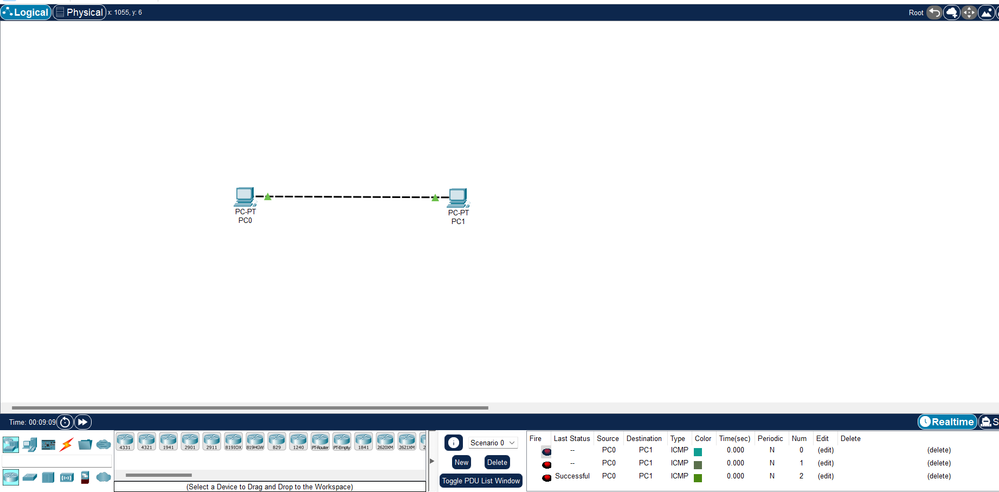 Logical Physical x: 1055, y: 6 Root
PC-PT
PC0
PC-PT
PC1
Time: 00:09:09 Realtime S
4331 4321 1941 2901 2911 819IOX 819HGW 829 1240 PT-Router PT-Empty 1841 2620XM 2621XM 2
(Select a Device to Drag and Drop to the Workspace)
Scenario 0
New Delete
Toggle PDU List Window
Fire Last Status Source Destination Type Color Time(sec) Periodic Num Edit Delete
-- PC0 PC1 ICMP 0.000 N 0 (edit) (delete)
-- PC0 PC1 ICMP 0.000 N 1 (edit) (delete)
Successful PC0 PC1 ICMP 0.000 N 2 (edit) (delete)